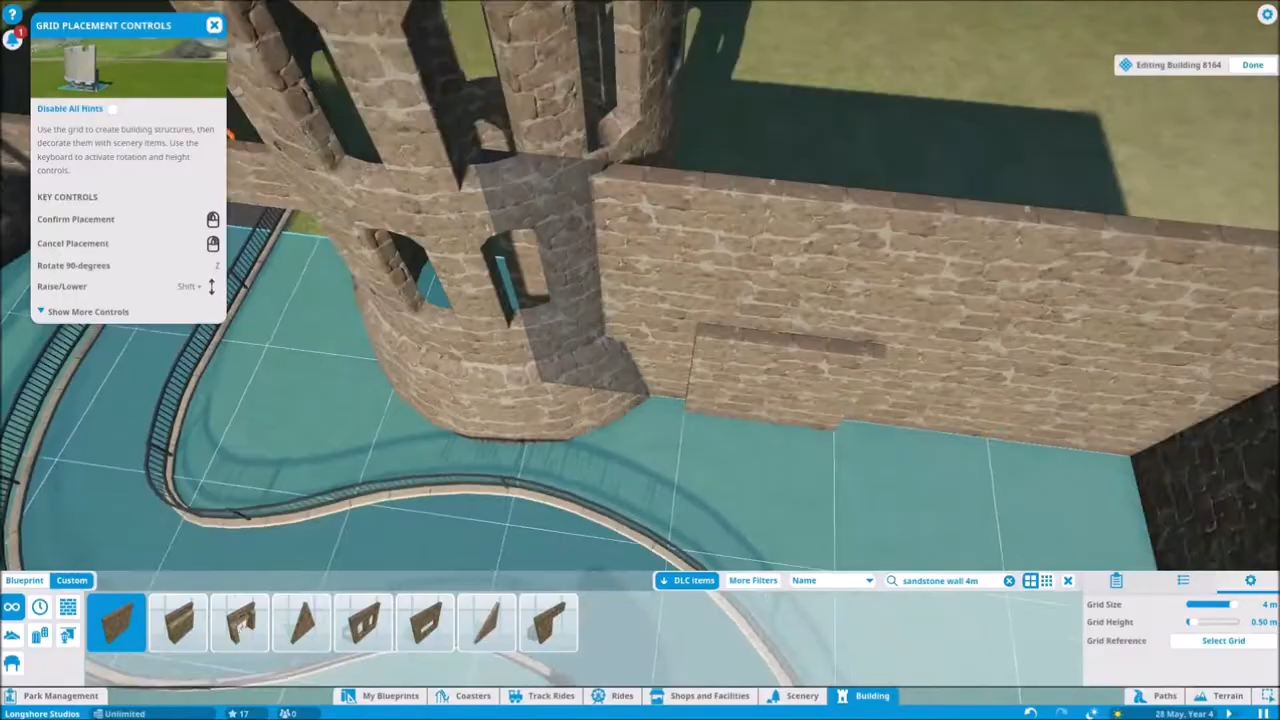 ?
1
GRID PLACEMENT CONTROLS
Disable All Hints
Use the grid to create building structures, then
decorate them with scenery items. Use the
keyboard to activate rotation and height
controls.
KEY CONTROLS
Confirm Placement
Cancel Placement
Rotate 90-degrees Z
Raise/Lower Shift +
Show More Controls
Editing Building 8164 Done
Blueprint Custom DLC items More Filters Name sandstone wall 4m
Grid Size 4 m
Grid Height 0.50 m
Grid Reference Select Grid
Park Management My Blueprints Coasters Track Rides Rides Shops and Facilities Scenery Building Paths Terrain
Longshore Studios Unlimited 17 0 28 May, Year 4